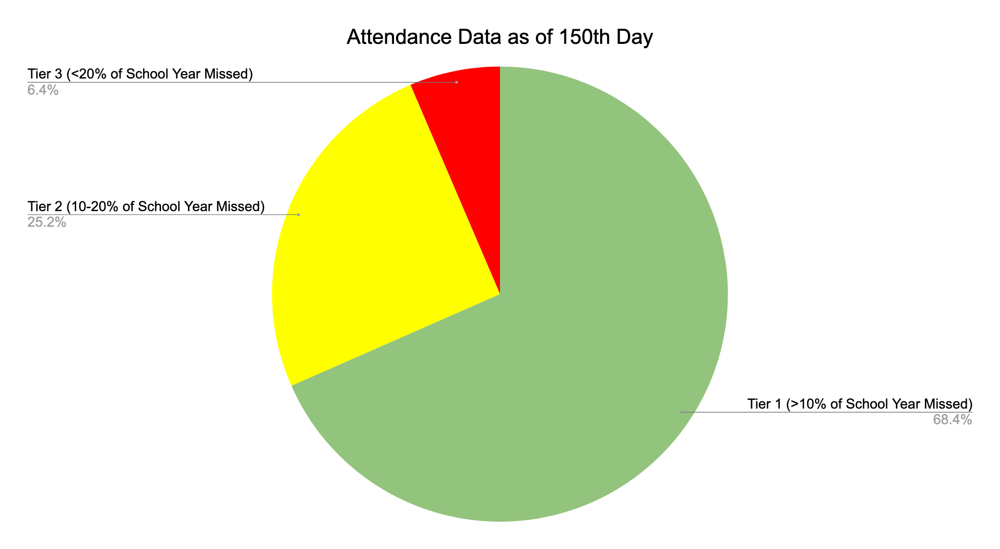 Attendance Data as of 150th Day
Tier 3 (<20% of School Year Missed)
6.4%
Tier 2 (10-20% of School Year Missed)
25.2%
Tier 1 (>10% of School Year Missed)
68.4%